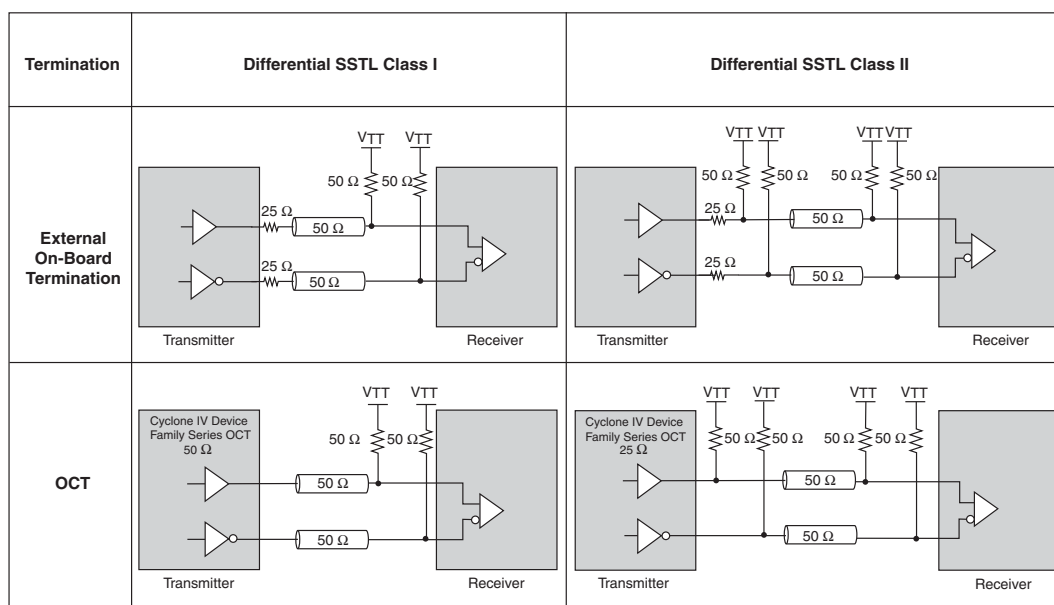 Termination
Differential SSTL Class I
Differential SSTL Class II
External
On-Board
Termination
VTT VTT
50 Ω 50 Ω
25 Ω
50 Ω
25 Ω
50 Ω
Transmitter
Receiver
VTT VTT VTT VTT
50 Ω 50 Ω 50 Ω 50 Ω
25 Ω
50 Ω
25 Ω
50 Ω
Transmitter
Receiver
OCT
Cyclone IV Device
Family Series OCT
50 Ω
VTT VTT
50 Ω 50 Ω
50 Ω
50 Ω
Transmitter
Receiver
Cyclone IV Device
Family Series OCT
25 Ω
VTT VTT VTT VTT
50 Ω 50 Ω 50 Ω 50 Ω
50 Ω
50 Ω
Transmitter
Receiver